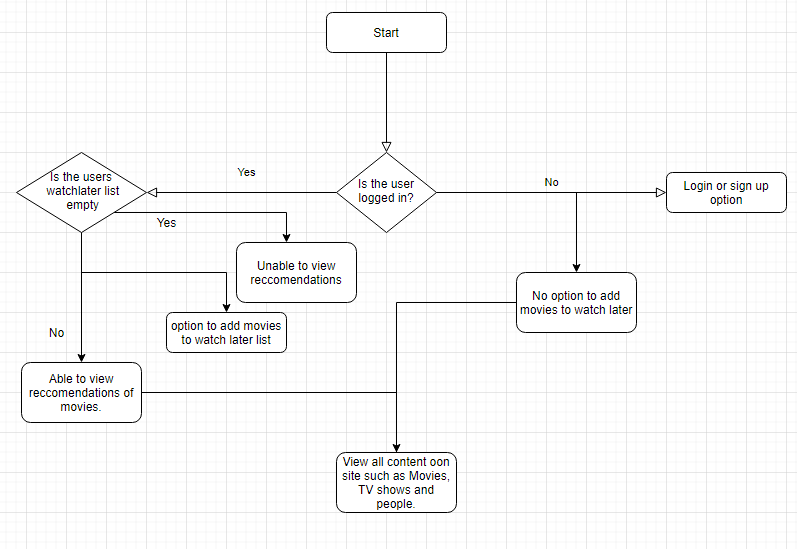 Start
Is the users
watchlater list
empty
Yes
Is the user
logged in?
No
Login or sign up
option
Yes
Unable to view
reccomendations
No option to add
movies to watch later
option to add movies
to watch later list
No
Able to view
reccomendations of
movies.
View all content oon
site such as Movies,
TV shows and
people.